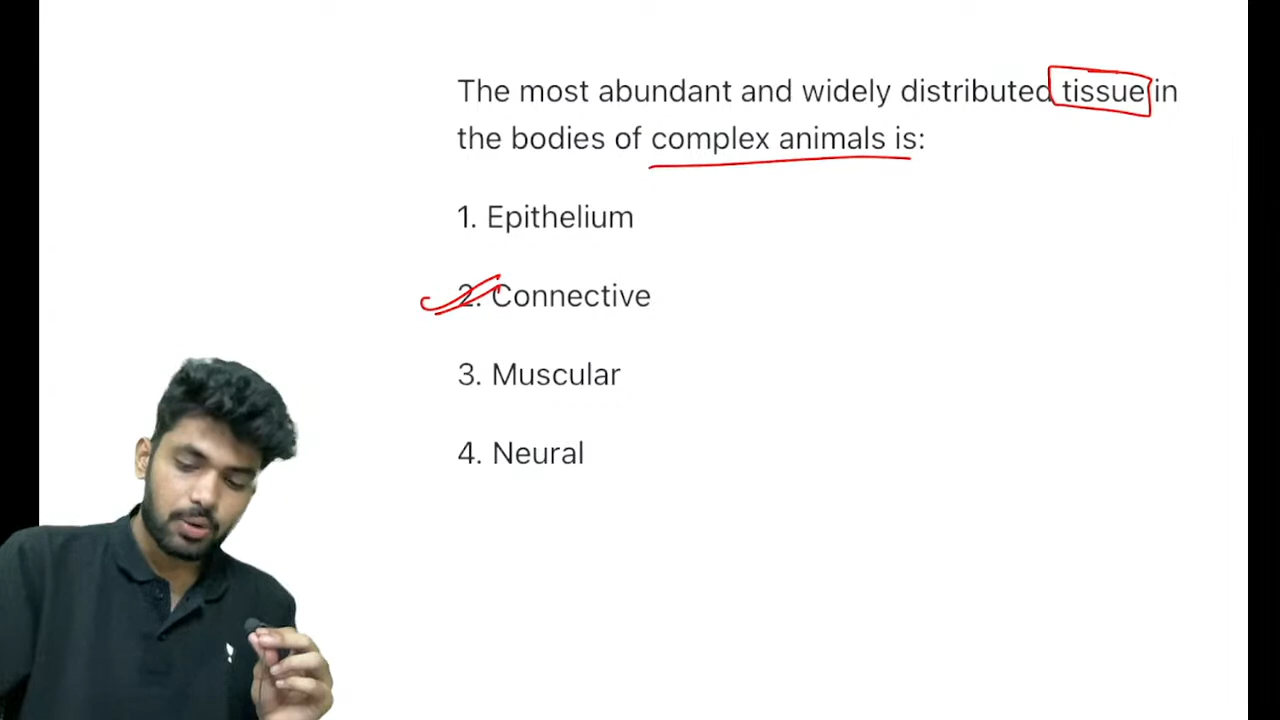 The most abundant and widely distributed tissue in
the bodies of complex animals is:
1. Epithelium
2. Connective
3. Muscular
4. Neural